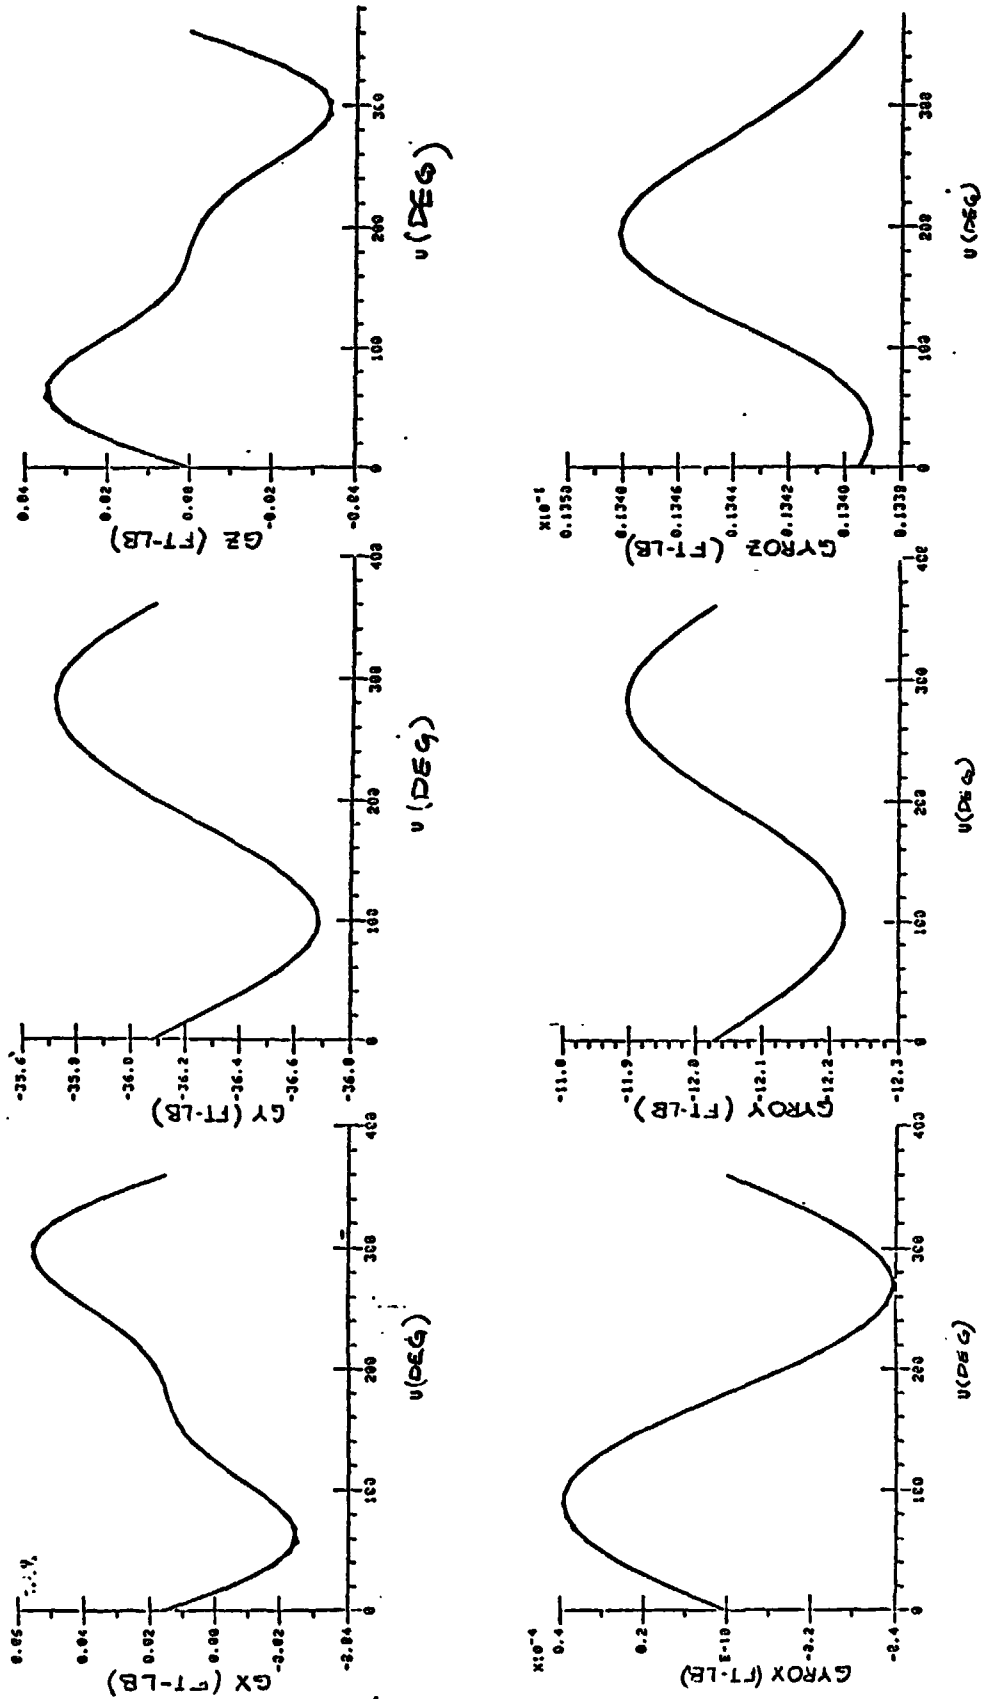 GX (FT-LB)
0.06
0.04
0.02
0.00
-0.02
-0.04
0 100 200 300 400
U (DEG)
GY (FT-LB)
-35.6
-35.8
-36.0
-36.2
-36.4
-36.6
-36.8
0 100 200 300 400
U (DEG)
GZ (FT-LB)
0.04
0.02
0.00
-0.02
-0.04
0 100 200 300
U (DEG)
GYROX (FT-LB)
X10⁻⁴
0.4
0.2
E-10
-0.2
-0.4
0 100 200 300 400
U (DEG)
GYROY (FT-LB)
-11.8
-11.9
-12.0
-12.1
-12.2
-12.3
0 100 200 300 400
U (DEG)
GYROZ (FT-LB)
0.1350
0.1348
0.1346
0.1344
0.1342
0.1340
0.1338
0 100 200 300
U (DEG)